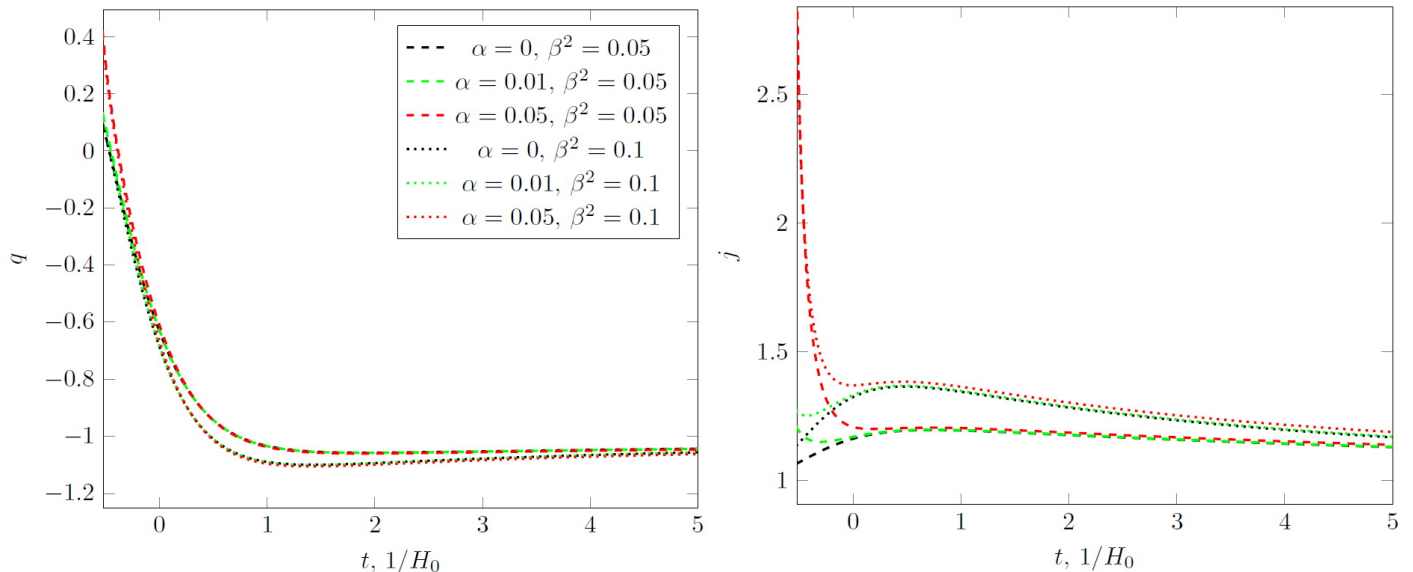 0.4
0.2
0
−0.2
−0.4
−0.6
−0.8
−1
−1.2
q
0 1 2 3 4 5
t, 1/H₀
α = 0, β² = 0.05
α = 0.01, β² = 0.05
α = 0.05, β² = 0.05
α = 0, β² = 0.1
α = 0.01, β² = 0.1
α = 0.05, β² = 0.1
2.5
2
1.5
1
j
0 1 2 3 4 5
t, 1/H₀